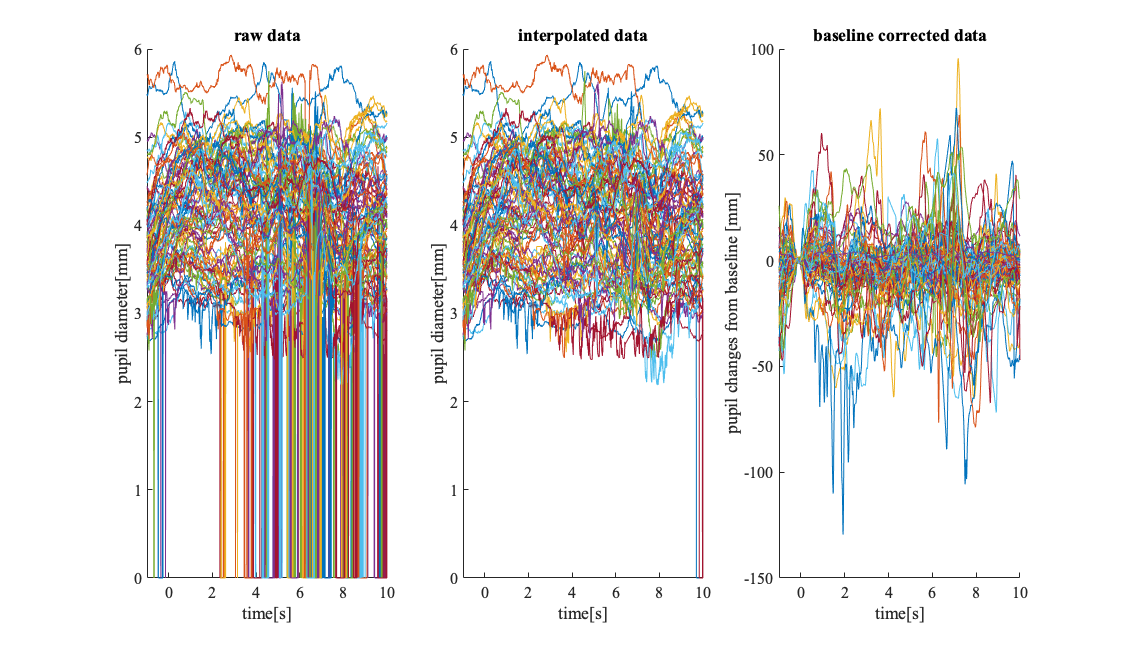 raw data
pupil diameter[mm]
6
5
4
3
2
1
0
0 2 4 6 8 10
time[s]
interpolated data
pupil diameter[mm]
6
5
4
3
2
1
0
0 2 4 6 8 10
time[s]
baseline corrected data
pupil changes from baseline [mm]
100
50
0
-50
-100
-150
0 2 4 6 8 10
time[s]